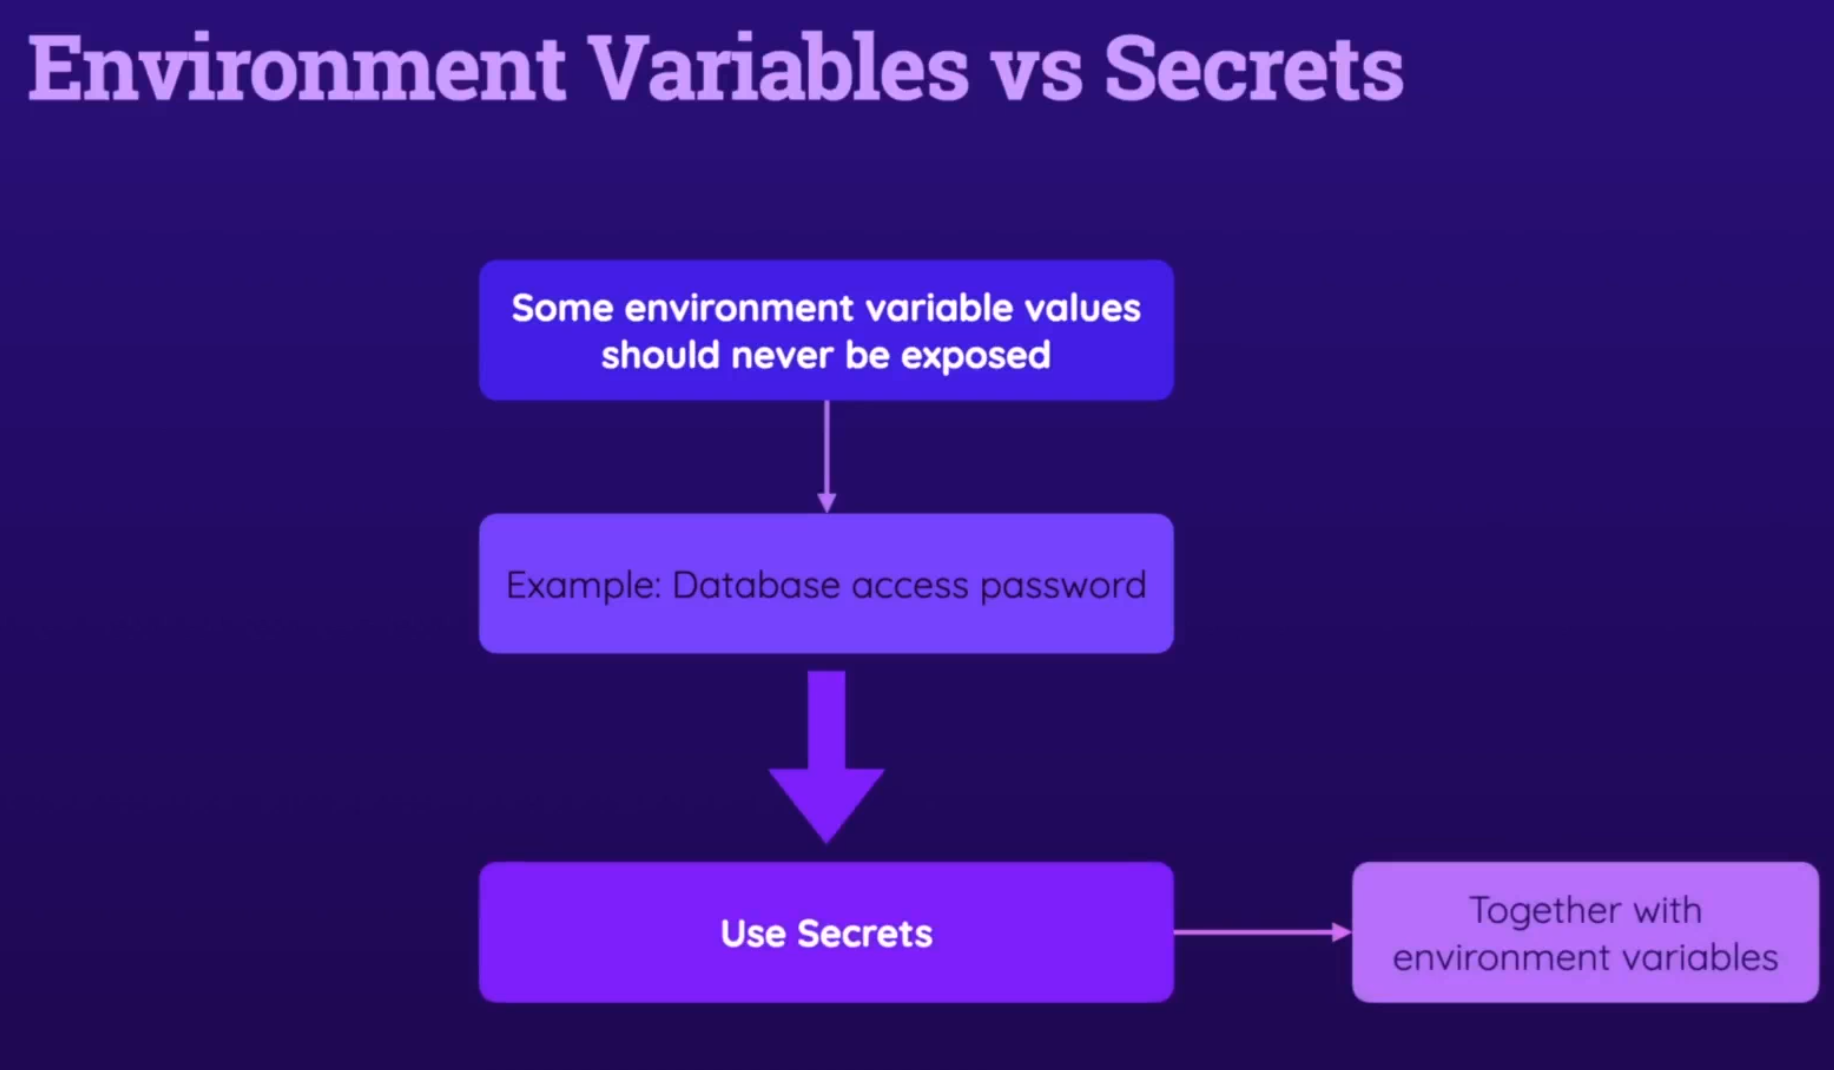 Environment Variables vs Secrets
Some environment variable values
should never be exposed
Example: Database access password
Use Secrets
Together with
environment variables